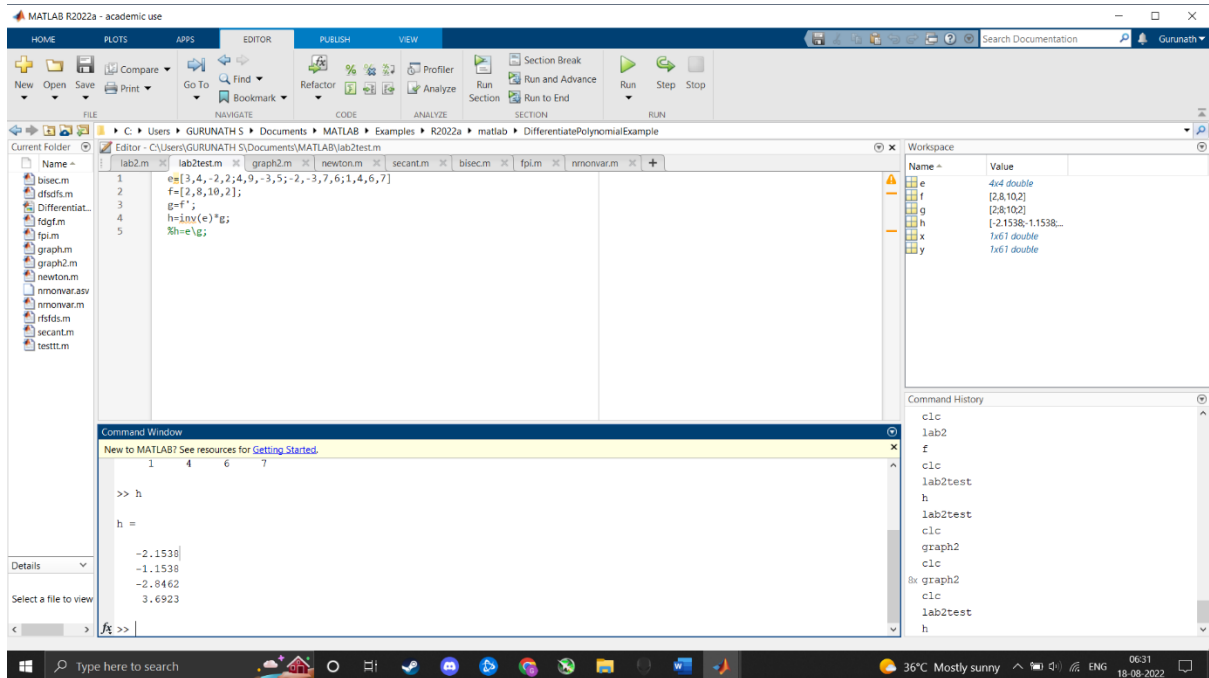 MATLAB R2022a - academic use
HOME PLOTS APPS EDITOR PUBLISH VIEW
Search Documentation Gurunath
New Open Save
Compare
Print
Go To
Find
Bookmark
Refactor
Profiler
Analyze
Run Section
Section Break
Run and Advance
Run to End
Run Step Stop
FILE NAVIGATE CODE ANALYZE SECTION RUN
C: Users GURUNATH S Documents MATLAB Examples R2022a matlab DifferentiatePolynomialExample
Current Folder
Name
bisec.m
dfsdfs.m
Differentiat...
fdgf.m
fpi.m
graph.m
graph2.m
newton.m
nmonvar.asv
nrnonvar.m
rfsfds.m
secant.m
testtt.m
Details
Select a file to view
Editor - C:\Users\GURUNATH S\Documents\MATLAB\lab2test.m
lab2.m lab2test.m graph2.m newton.m secant.m bisec.m fpi.m nrnonvar.m
1 e=[3,4,-2,2;4,9,-3,5;-2,-3,7,6;1,4,6,7]
2 f=[2,8,10,2];
3 g=f';
4 h=inv(e)*g;
5 %h=e\g;
Command Window
New to MATLAB? See resources for Getting Started.
1 4 6 7
>> h
h =
-2.1538
-1.1538
-2.8462
3.6923
fx >>
Workspace
Name Value
e 4x4 double
f [2,8,10,2]
g [2;8;10;2]
h [-2.1538;-1.1538;...
x 1x61 double
y 1x61 double
Command History
clc
lab2
f
clc
lab2test
h
lab2test
clc
graph2
clc
8x graph2
clc
lab2test
h
Type here to search
36°C Mostly sunny
ENG
06:31
18-08-2022